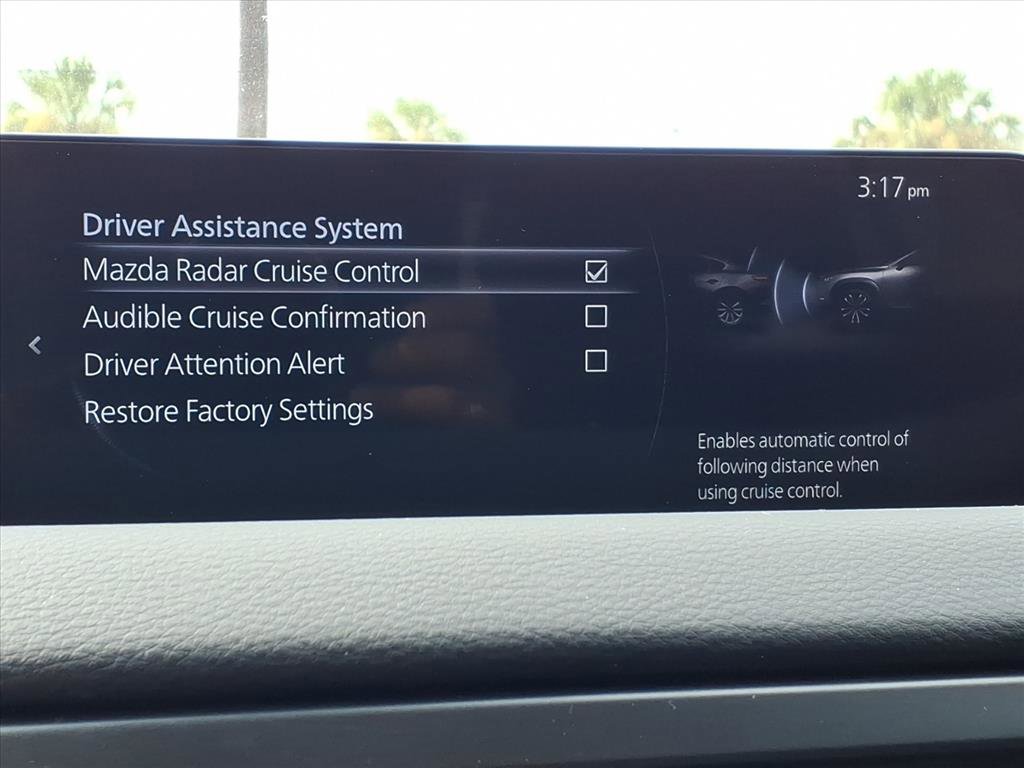 3:17 pm
Driver Assistance System
Mazda Radar Cruise Control
Audible Cruise Confirmation
Driver Attention Alert
Restore Factory Settings
Enables automatic control of
following distance when
using cruise control.